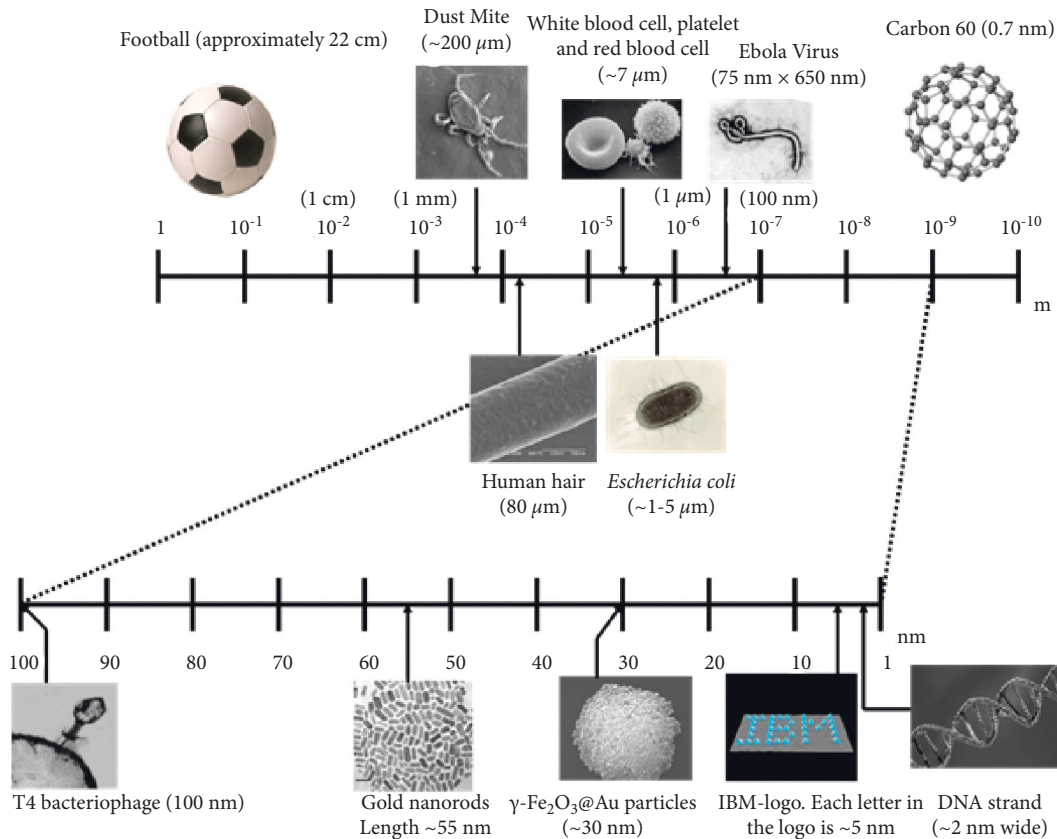 Football (approximately 22 cm)
Dust Mite
(~200 μm)
White blood cell, platelet
and red blood cell
(~7 μm)
Ebola Virus
(75 nm × 650 nm)
Carbon 60 (0.7 nm)
(1 cm)
(1 mm)
(1 μm)
(100 nm)
1
10⁻¹
10⁻²
10⁻³
10⁻⁴
10⁻⁵
10⁻⁶
10⁻⁷
10⁻⁸
10⁻⁹
10⁻¹⁰
m
Human hair
(80 μm)
Escherichia coli
(~1-5 μm)
100
90
80
70
60
50
40
30
20
10
1
nm
IBM
T4 bacteriophage (100 nm)
Gold nanorods
Length ~55 nm
γ-Fe₂O₃@Au particles
(~30 nm)
IBM-logo. Each letter in
the logo is ~5 nm
DNA strand
(~2 nm wide)